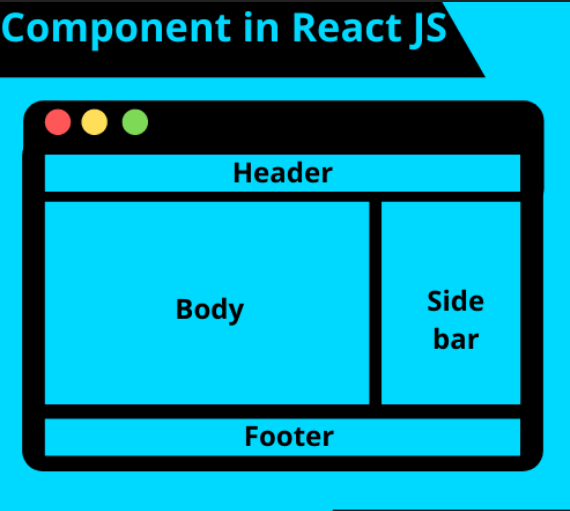 Component in React JS
Header
Body
Side
bar
Footer